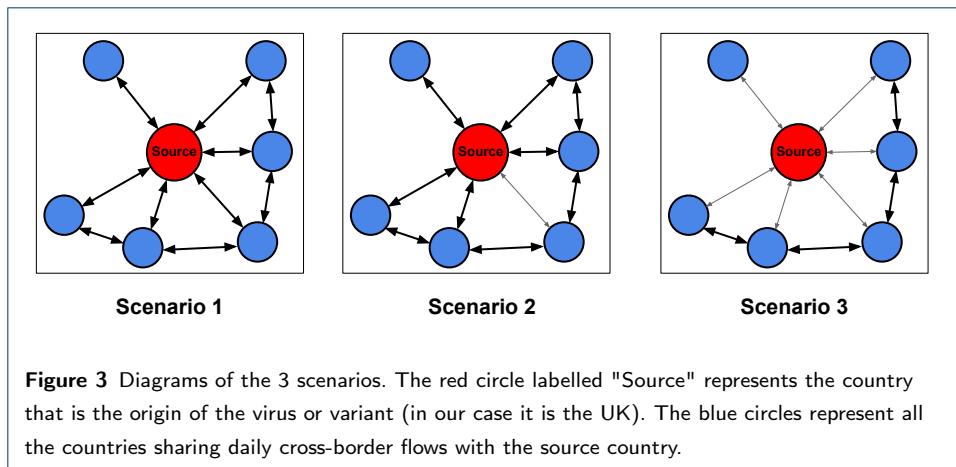 Source
Source
Source
Scenario 1
Scenario 2
Scenario 3
Figure 3 Diagrams of the 3 scenarios. The red circle labelled "Source" represents the country
that is the origin of the virus or variant (in our case it is the UK). The blue circles represent all
the countries sharing daily cross-border flows with the source country.